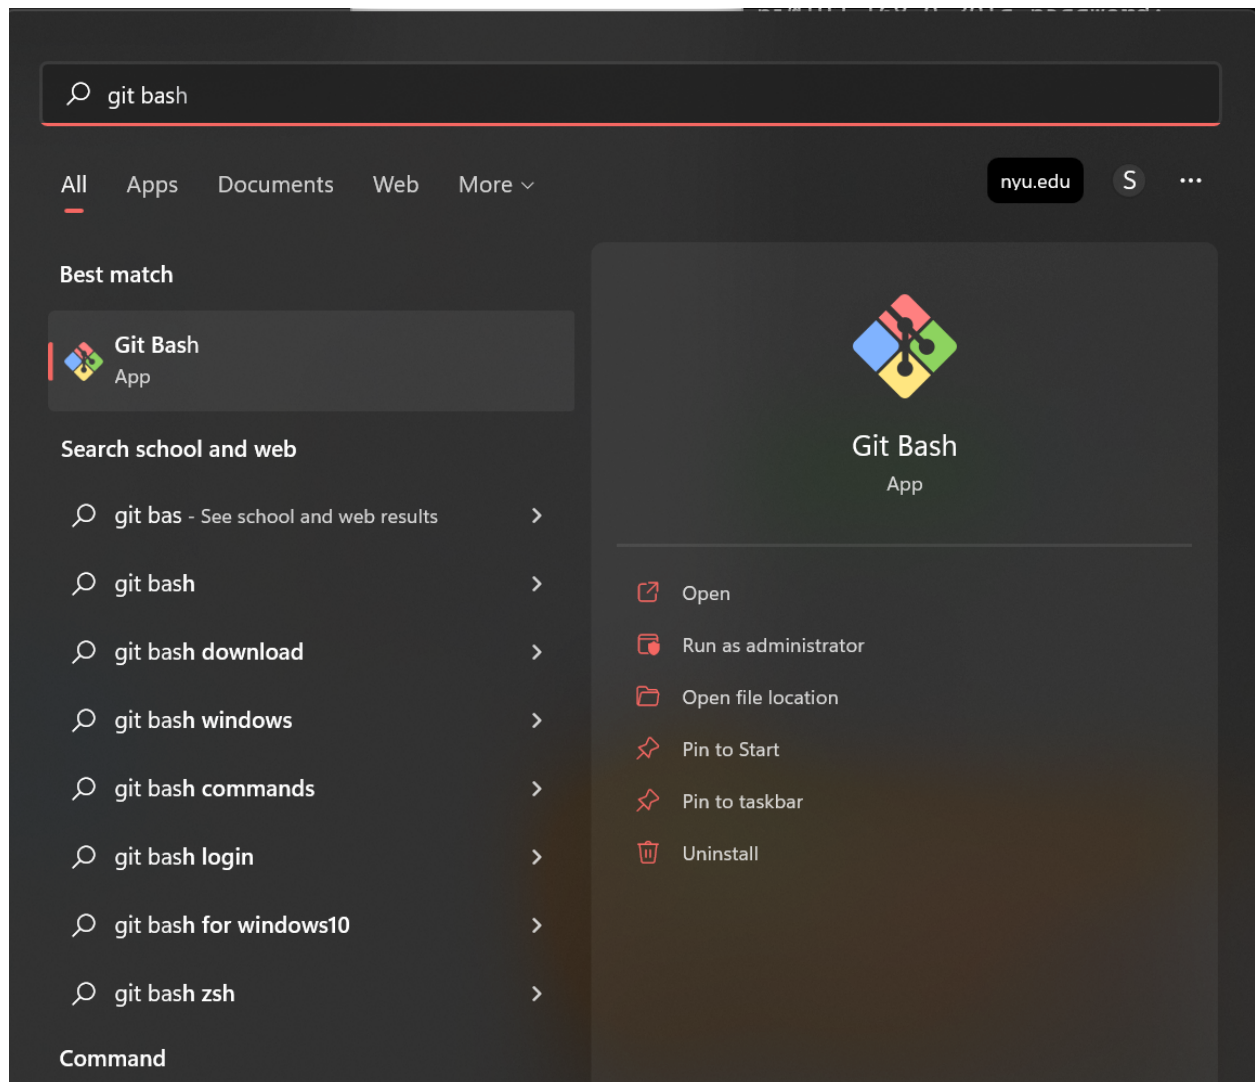 git bash
All Apps Documents Web More
nyu.edu S
Best match
Git Bash
App
Search school and web
git bas - See school and web results
git bash
git bash download
git bash windows
git bash commands
git bash login
git bash for windows10
git bash zsh
Command
Git Bash
App
Open
Run as administrator
Open file location
Pin to Start
Pin to taskbar
Uninstall